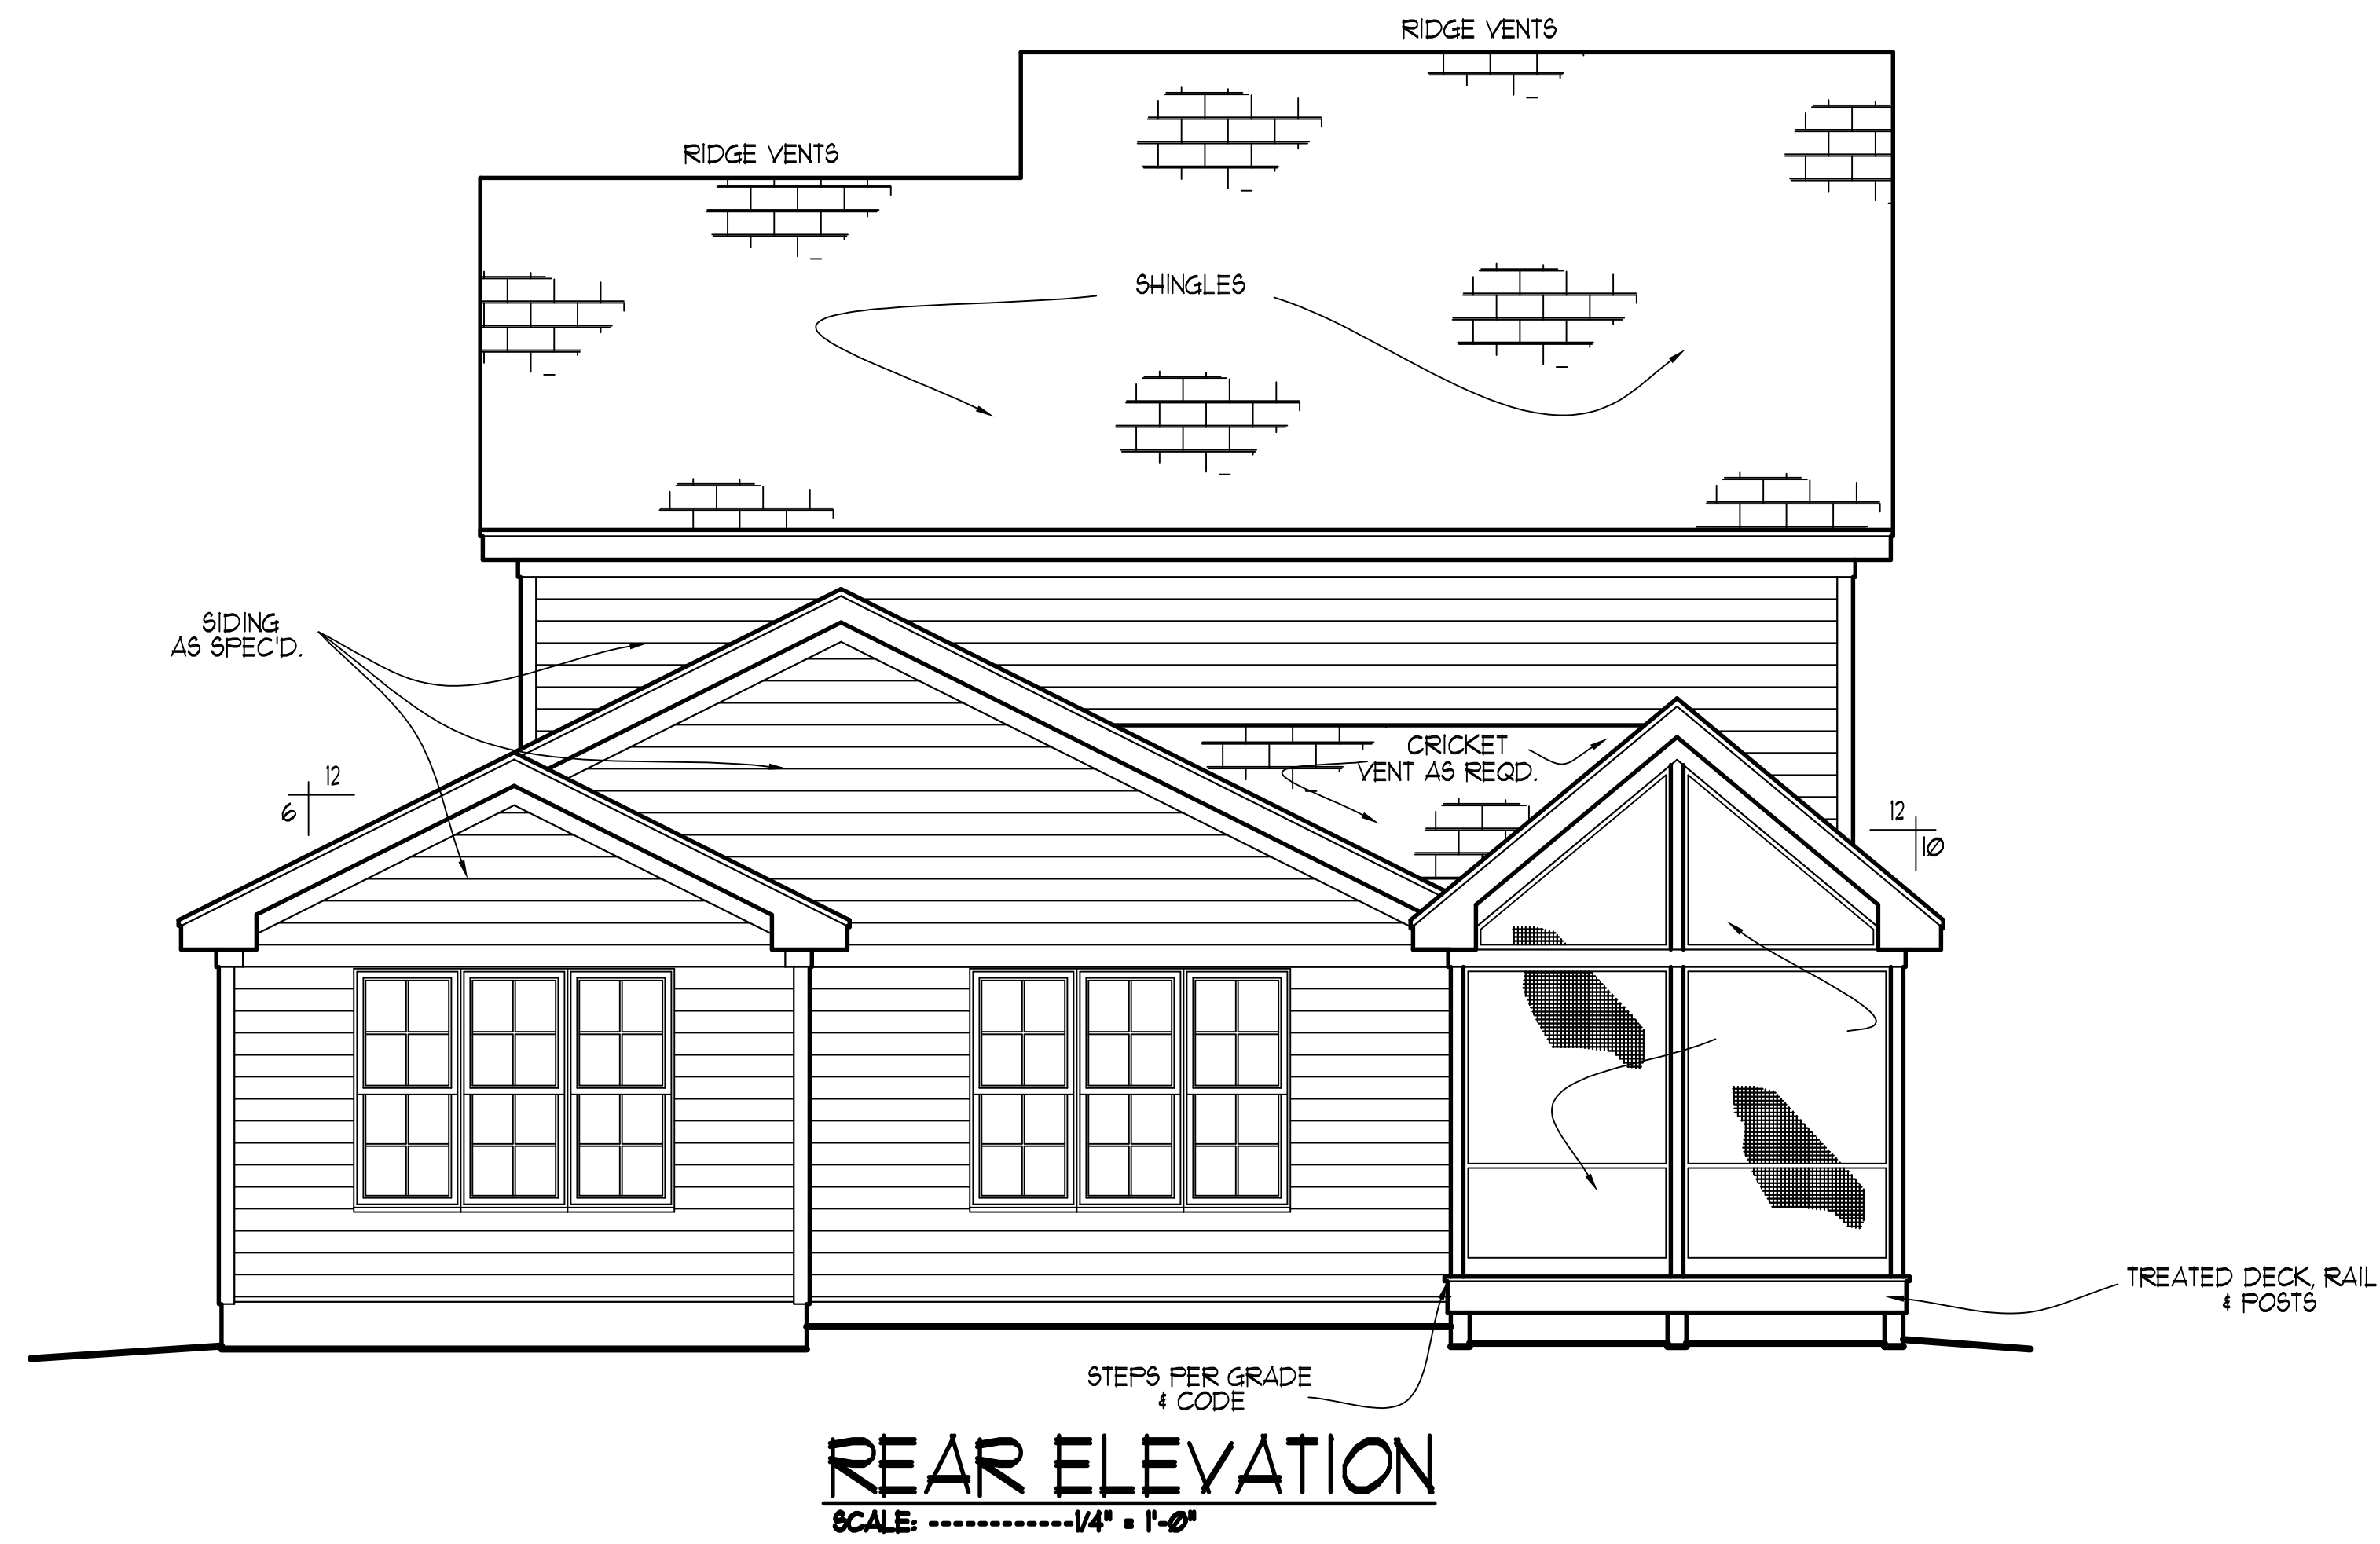 RIDGE VENTS
RIDGE VENTS
SHINGLES
SIDING
AS SPEC'D.
CRICKET
VENT AS REQD.
12
6
12
10
TREATED DECK, RAIL
& POSTS
STEPS PER GRADE
& CODE
REAR ELEVATION
SCALE: -------------1/4" = 1'-0"